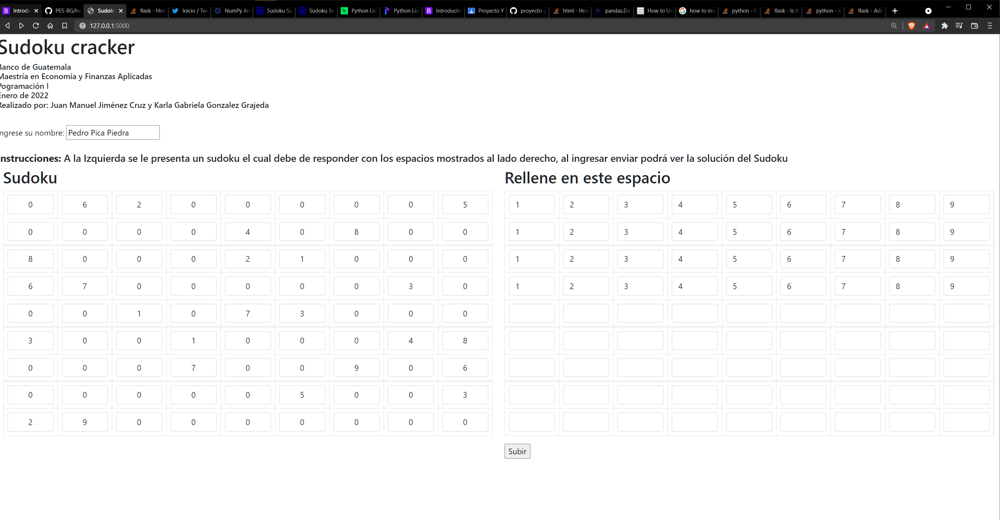 Introdu PES-BG/hw Sudoku flask - How Inicio / Twi NumPy Arr Sudoku So Sudoku So Python List Python List Introductio Proyecto Y proyecto-y html - How pandas.Dat How to Us how to imp python - C flask - Is th python - in flask - Add
127.0.0.1:5000
Sudoku cracker
Banco de Guatemala
Maestría en Economía y Finanzas Aplicadas
Pogramación I
Enero de 2022
Realizado por: Juan Manuel Jiménez Cruz y Karla Gabriela Gonzalez Grajeda
ngrese su nombre: Pedro Pica Piedra
nstrucciones: A la Izquierda se le presenta un sudoku el cual debe de responder con los espacios mostrados al lado derecho, al ingresar enviar podrá ver la solución del Sudoku
Sudoku Rellene en este espacio
0 6 2 0 0 0 0 0 5 1 2 3 4 5 6 7 8 9
0 0 0 0 4 0 8 0 0 1 2 3 4 5 6 7 8 9
8 0 0 0 2 1 0 0 0 1 2 3 4 5 6 7 8 9
6 7 0 0 0 0 0 3 0 1 2 3 4 5 6 7 8 9
0 0 1 0 7 3 0 0 0
3 0 0 1 0 0 0 4 8
0 0 0 7 0 0 9 0 6
0 0 0 0 0 5 0 0 3
2 9 0 0 0 0 0 0 0
Subir